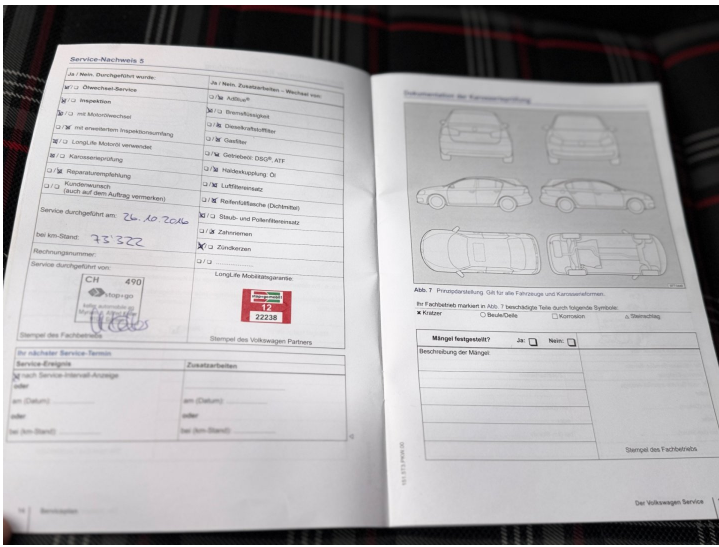 Service-Nachweis 5
Ja / Nein. Durchgeführt wurde:
☒/☐ Ölwechsel-Service
☒/☐ Inspektion
☒/☐ mit Motorölwechsel
☐/☒ mit erweitertem Inspektionsumfang
☒/☐ LongLife Motoröl verwendet
☒/☐ Karosserieprüfung
☐/☒ Reparaturempfehlung
☐/☐ Kundenwunsch
(auch auf dem Auftrag vermerken)
Service durchgeführt am: 26.10.2016
bei km-Stand: 73'322
Rechnungsnummer:
Service durchgeführt von:
CH 490
stop+go
Stempel des Fachbetriebs
Ja / Nein. Zusatzarbeiten – Wechsel von:
☐/☒ AdBlue®
☒/☐ Bremsflüssigkeit
☐/☒ Dieselkraftstofffilter
☐/☒ Gasfilter
☐/☒ Getriebeöl: DSG®, ATF
☐/☒ Haldexkupplung: Öl
☐/☒ Luftfiltereinsatz
☐/☒ Reifenfüllflasche (Dichtmittel)
☒/☐ Staub- und Pollenfiltereinsatz
☐/☒ Zahnriemen
☒/☐ Zündkerzen
☐/☐
LongLife Mobilitätsgarantie
12
22238
Stempel des Volkswagen Partners
Ihr nächster Service-Termin
Service-Ereignis
Zusatzarbeiten
☒ nach Service-Intervall-Anzeige
oder
am (Datum)
am (Datum)
oder
oder
bei (km-Stand)
bei (km-Stand)
Serviceplan
Dokumentation der Karosserieprüfung
Abb. 7 Prinzipdarstellung. Gilt für alle Fahrzeuge und Karosserieformen.
Ihr Fachbetrieb markiert in Abb. 7 beschädigte Teile durch folgende Symbole:
× Kratzer ○ Beule/Delle □ Korrosion △ Steinschlag
Mängel festgestellt? Ja: ☐ Nein: ☐
Beschreibung der Mängel:
Stempel des Fachbetriebs
Der Volkswagen Service